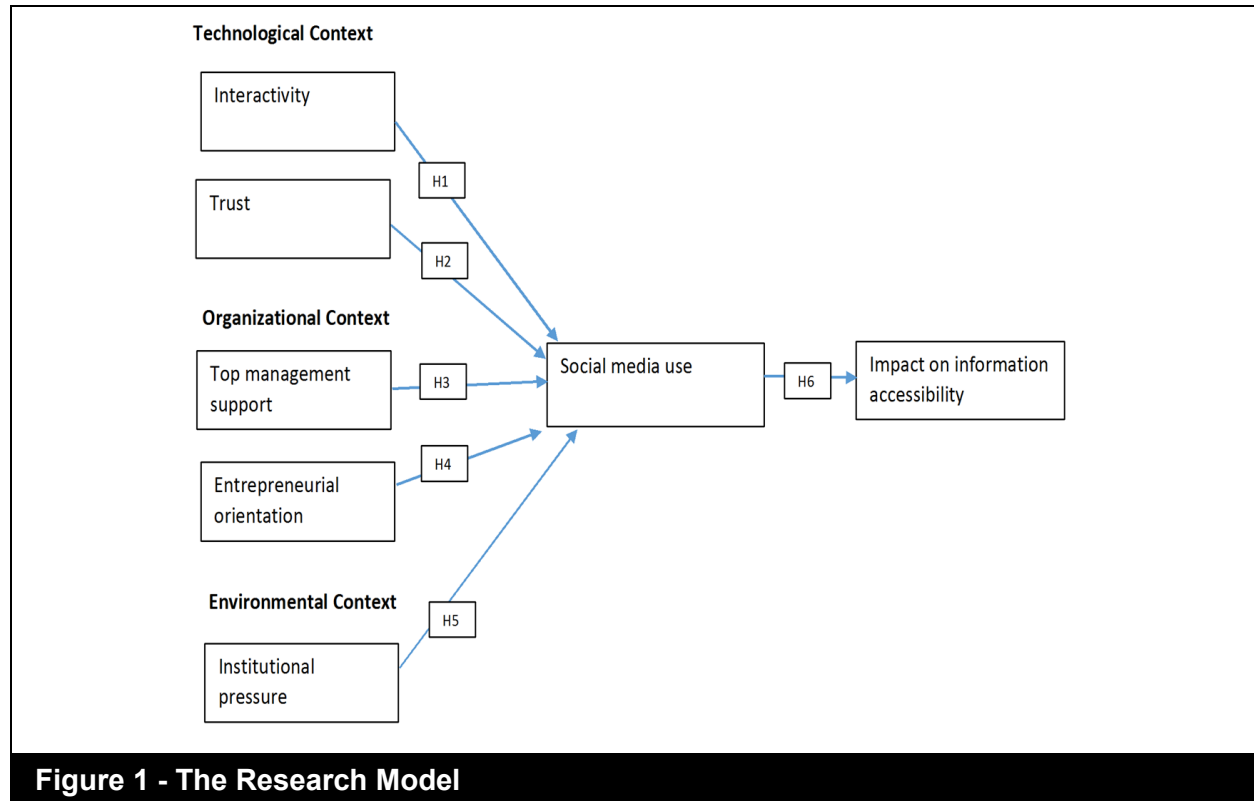 Technological Context
Interactivity
H1
Trust
H2
Organizational Context
Top management
support
H3
Social media use
H6
Impact on information
accessibility
Entrepreneurial
orientation
H4
Environmental Context
H5
Institutional
pressure
Figure 1 - The Research Model